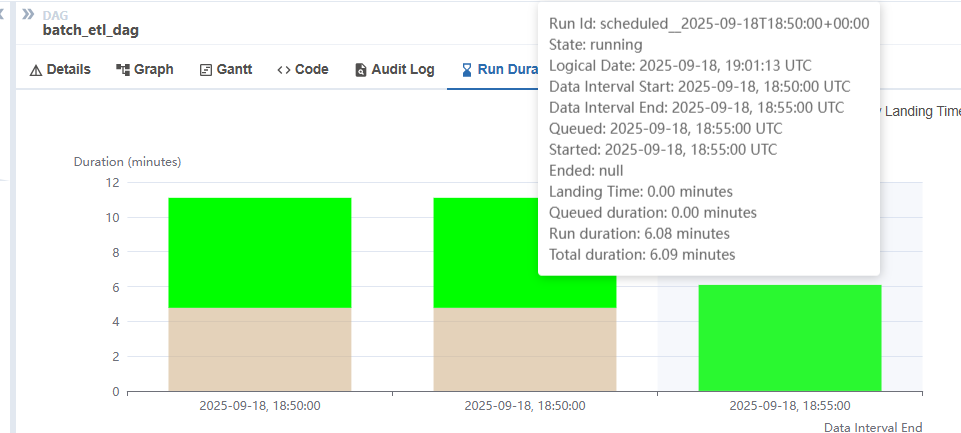 DAG
batch_etl_dag
Details Graph Gantt Code Audit Log Run Dura
Landing Time
Run Id: scheduled__2025-09-18T18:50:00+00:00
State: running
Logical Date: 2025-09-18, 19:01:13 UTC
Data Interval Start: 2025-09-18, 18:50:00 UTC
Data Interval End: 2025-09-18, 18:55:00 UTC
Queued: 2025-09-18, 18:55:00 UTC
Started: 2025-09-18, 18:55:00 UTC
Ended: null
Landing Time: 0.00 minutes
Queued duration: 0.00 minutes
Run duration: 6.08 minutes
Total duration: 6.09 minutes
Duration (minutes)
12
10
8
6
4
2
0
2025-09-18, 18:50:00 2025-09-18, 18:50:00 2025-09-18, 18:55:00
Data Interval End